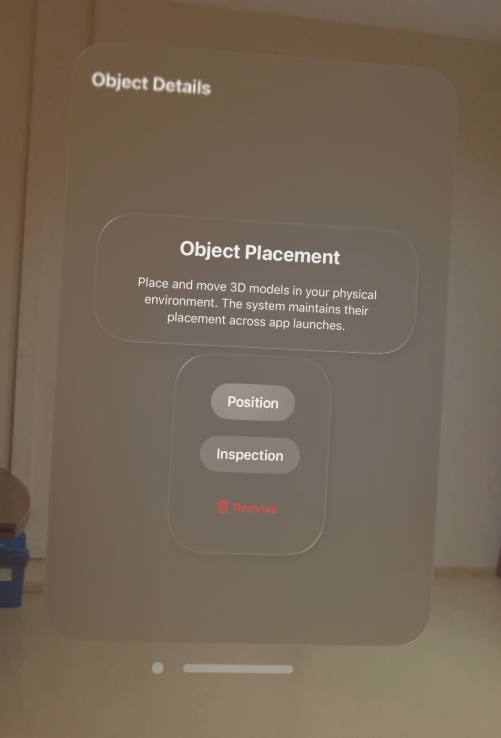 Object Details
Object Placement
Place and move 3D models in your physical
environment. The system maintains their
placement across app launches.
Position
Inspection
Remove